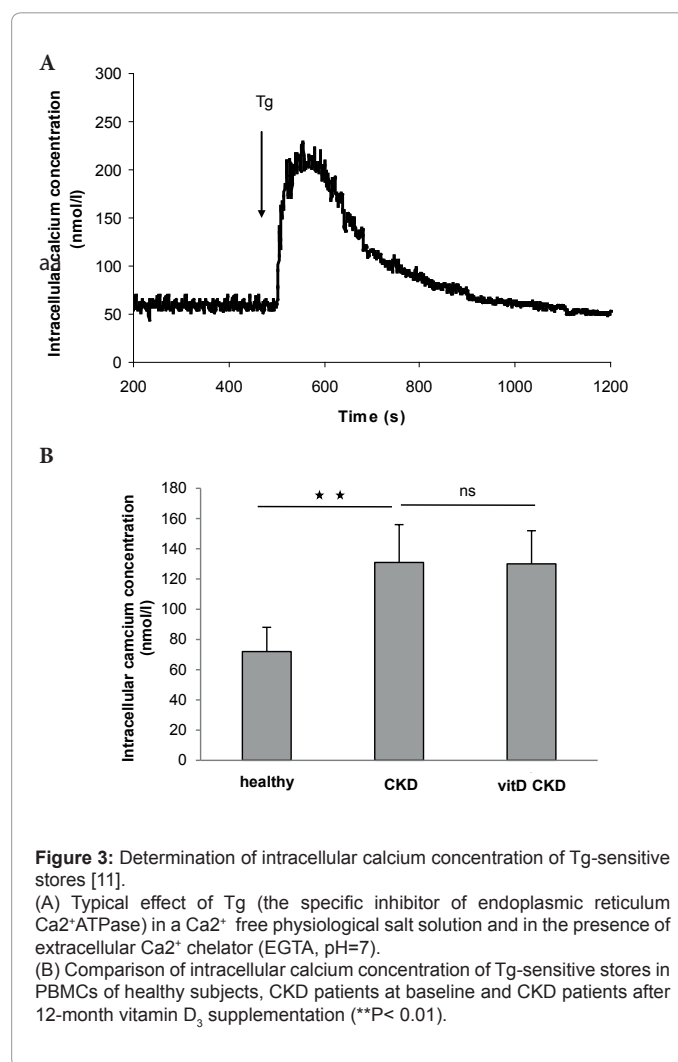 A
Intracellular calcium concentration
(nmol/l)
300
250
200
150
100
50
0
Tg
200
400
600
800
1000
1200
Time (s)
B
Intracellular camcium concentration
(nmol/l)
180
160
140
120
100
80
60
40
20
0
★ ★
ns
healthy
CKD
vitD CKD
Figure 3: Determination of intracellular calcium concentration of Tg-sensitive
stores [11].
(A) Typical effect of Tg (the specific inhibitor of endoplasmic reticulum
Ca2⁺ATPase) in a Ca²⁺ free physiological salt solution and in the presence of
extracellular Ca²⁺ chelator (EGTA, pH=7).
(B) Comparison of intracellular calcium concentration of Tg-sensitive stores in
PBMCs of healthy subjects, CKD patients at baseline and CKD patients after
12-month vitamin D₃ supplementation (**P< 0.01).